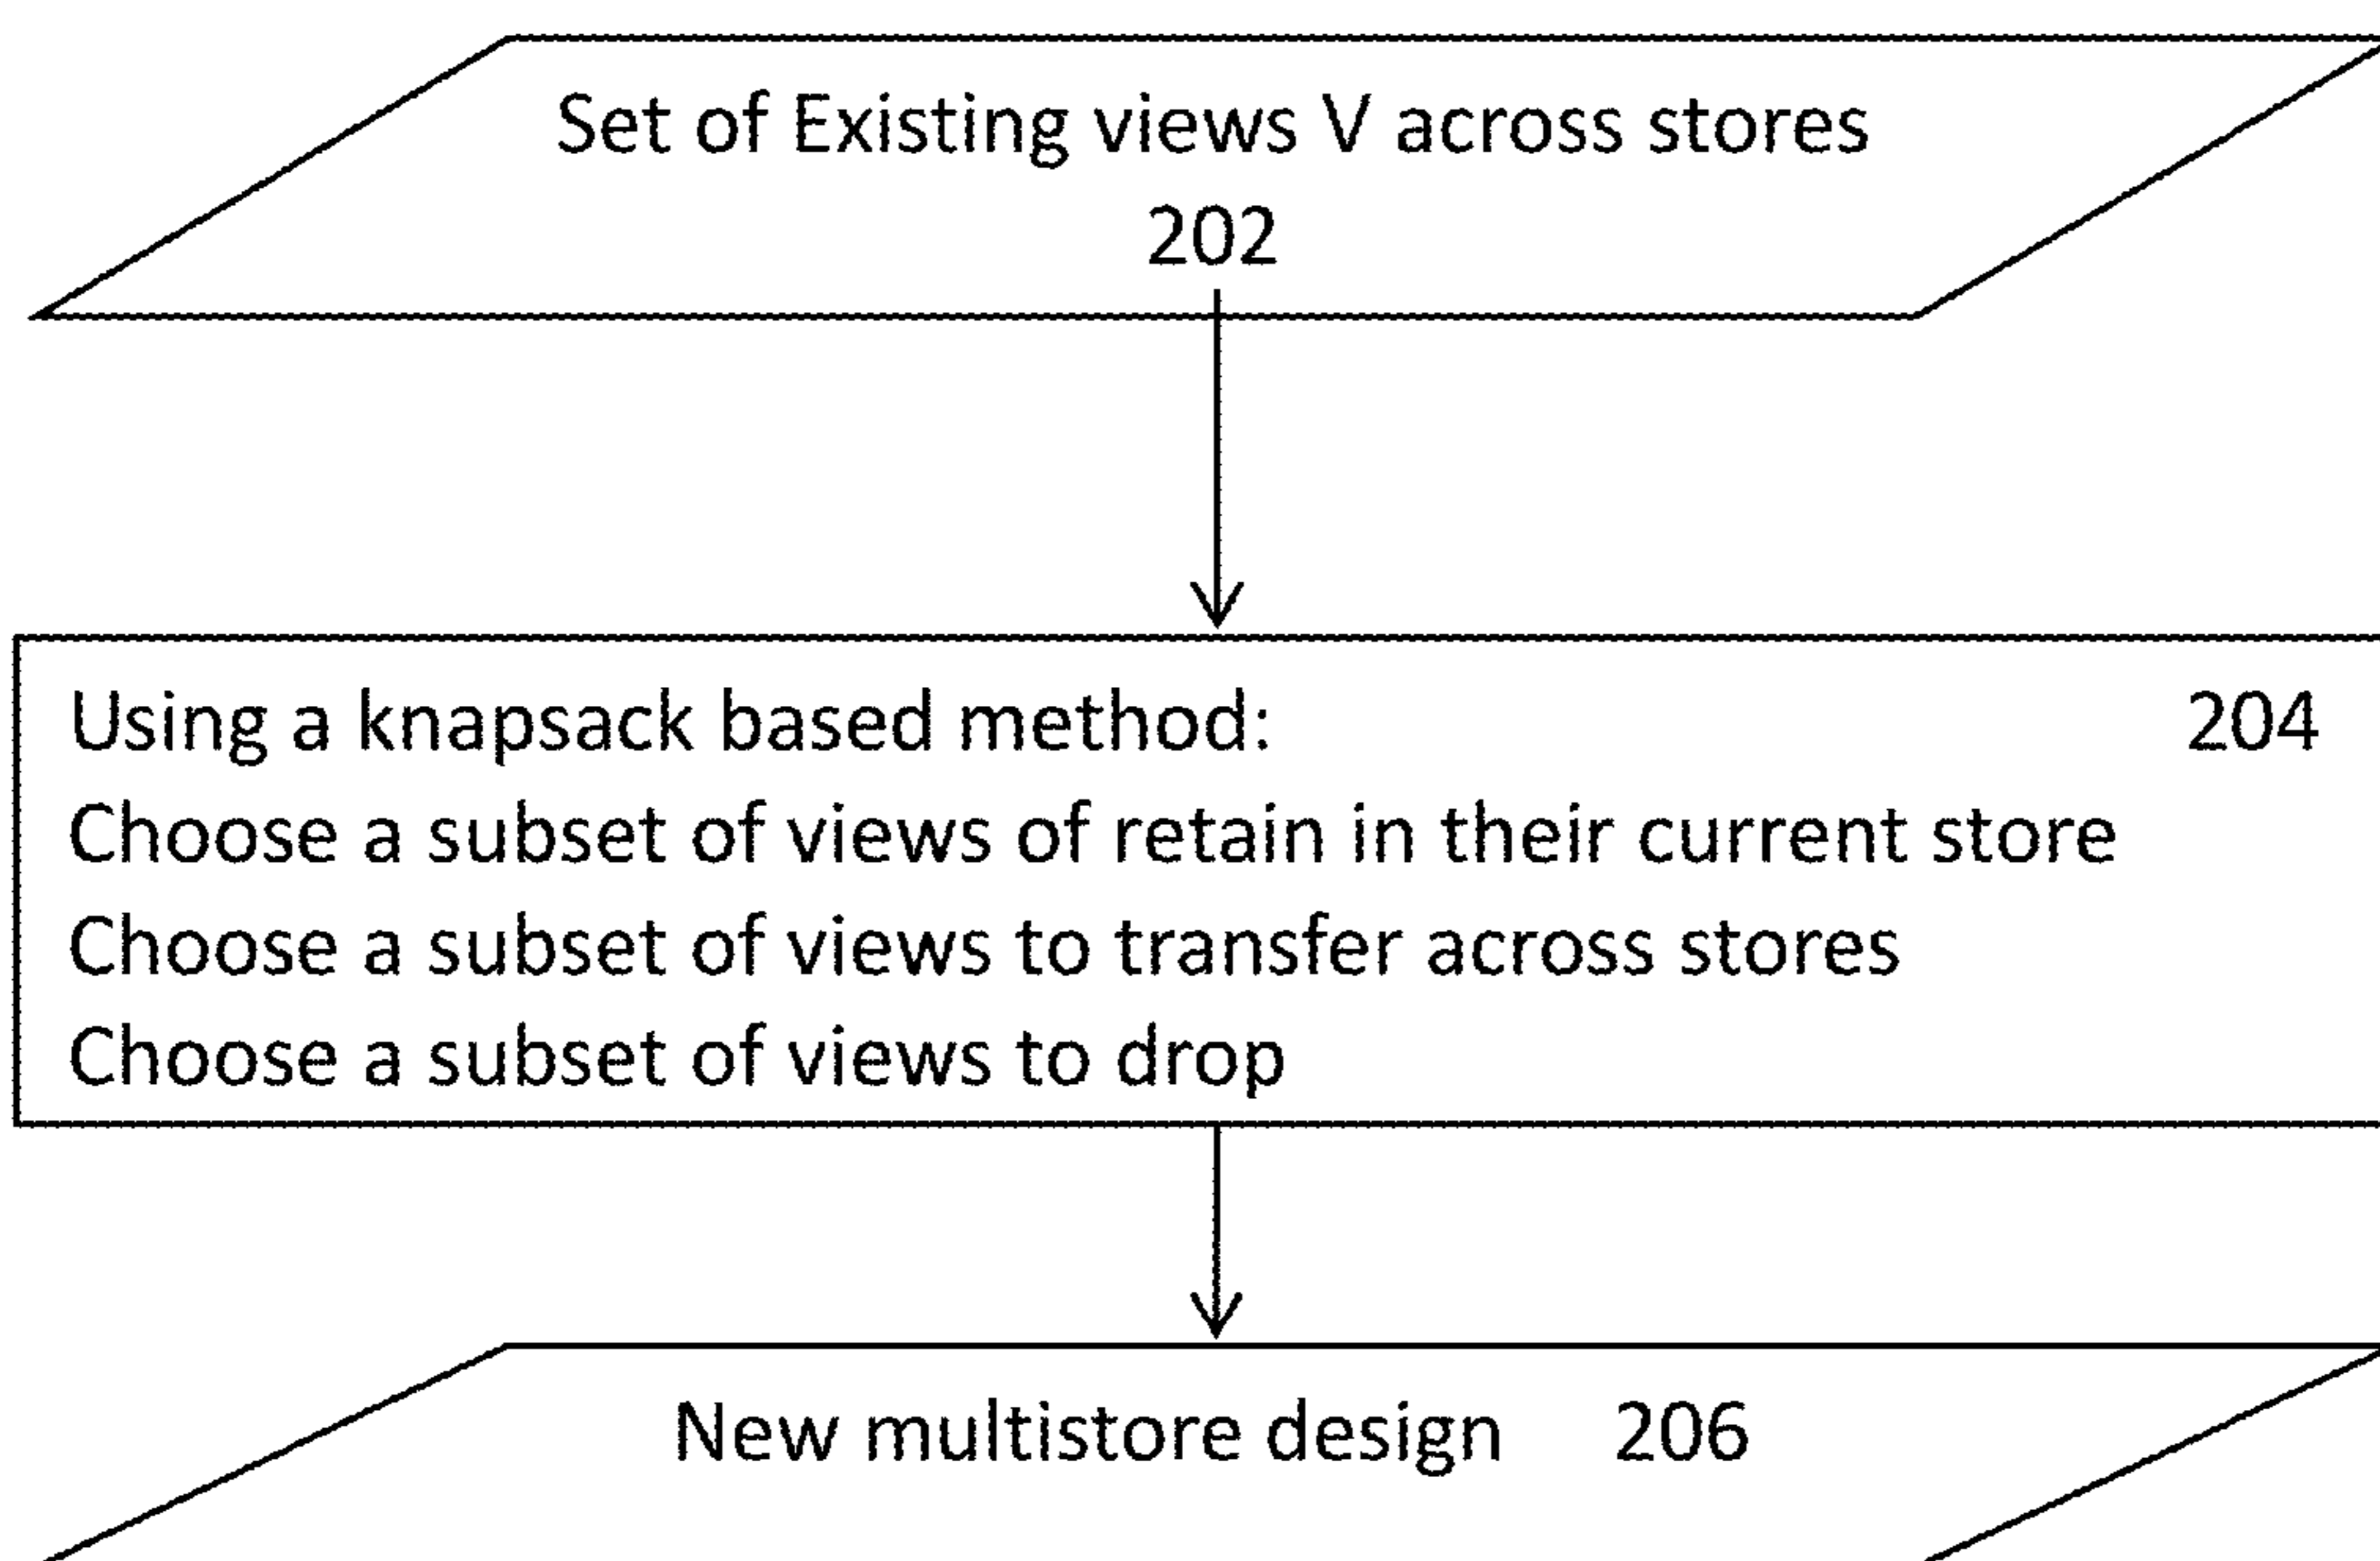 Set of Existing views V across stores
202
Using a knapsack based method: 204
Choose a subset of views of retain in their current store
Choose a subset of views to transfer across stores
Choose a subset of views to drop
New multistore design 206